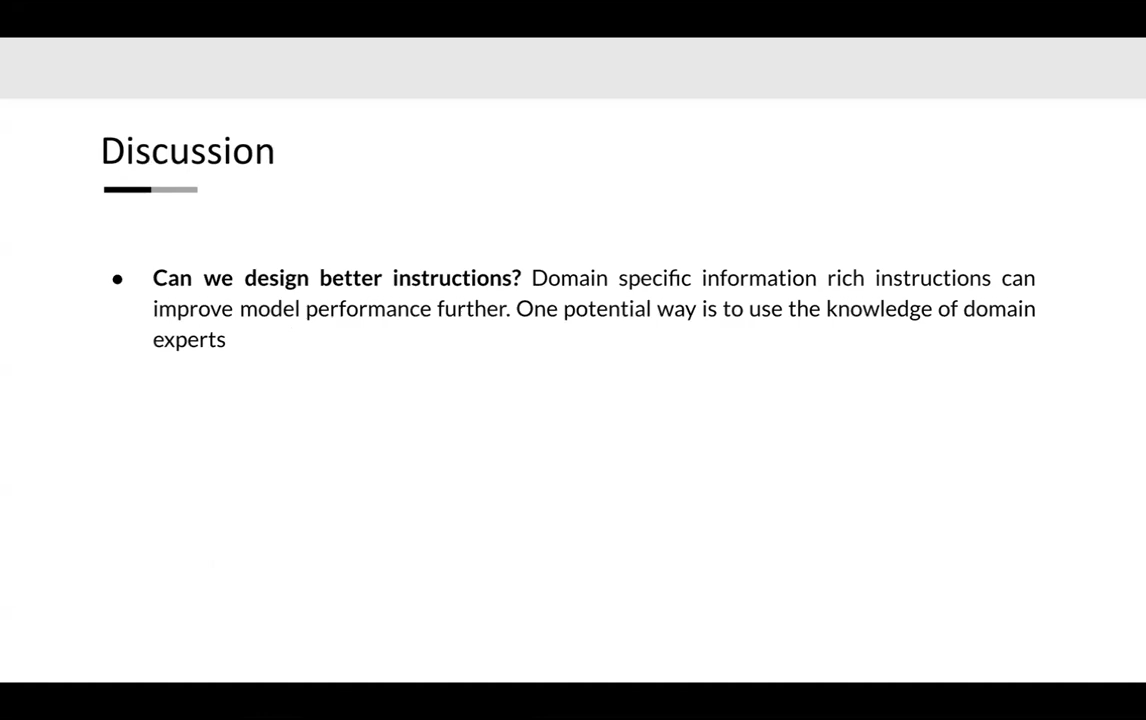 Discussion
● Can we design better instructions? Domain specific information rich instructions can
improve model performance further. One potential way is to use the knowledge of domain
experts